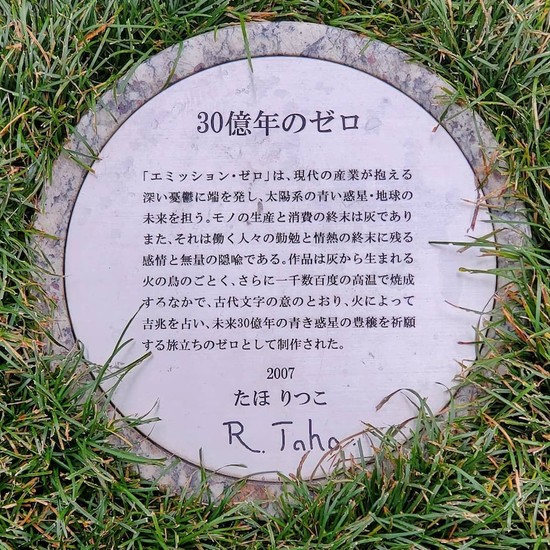 30億年のゼロ
「エミッション・ゼロ」は、現代の産業が抱える
深い憂鬱に端を発し、太陽系の青い惑星・地球の
未来を担う。モノの生産と消費の終末は灰であり
また、それは働く人々の勤勉と情熱の終末に残る
感情と無量の隠喩である。作品は灰から生まれる
火の鳥のごとく、さらに一千数百度の高温で焼成
するなかで、古代文字の意のとおり、火によって
吉兆を占い、未来30億年の青き惑星の豊穣を祈願
する旅立ちのゼロとして制作された。
2007
たほ りつこ
R. Taho